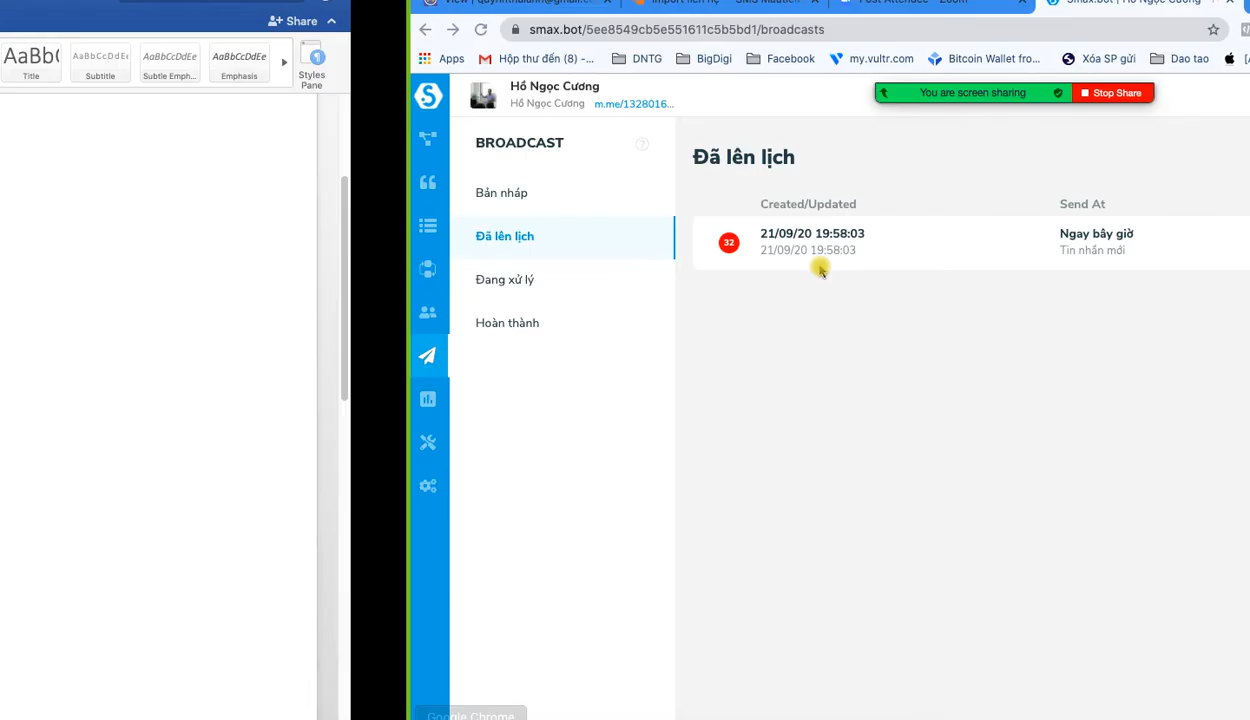 Share
AaBb(
Title
AaBbCcDdEe
Subtitle
AaBbCcDdEe
Subtle Emph...
AaBbCcDdEe
Emphasis
Styles
Pane
smax.bot/5ee8549cb5e551611c5b5bd1/broadcasts
Apps
Hộp thư đến (8) -...
DNTG
BigDigi
Facebook
my.vultr.com
Bitcoin Wallet fro...
Xóa SP gửi
Dao tao
Hồ Ngọc Cương
Hồ Ngọc Cương m.me/1328016...
You are screen sharing
Stop Share
BROADCAST
?
Bản nháp
Đã lên lịch
Đang xử lý
Hoàn thành
Đã lên lịch
Created/Updated
Send At
32
21/09/20 19:58:03
21/09/20 19:58:03
Ngay bây giờ
Tin nhắn mới
Google Chrome